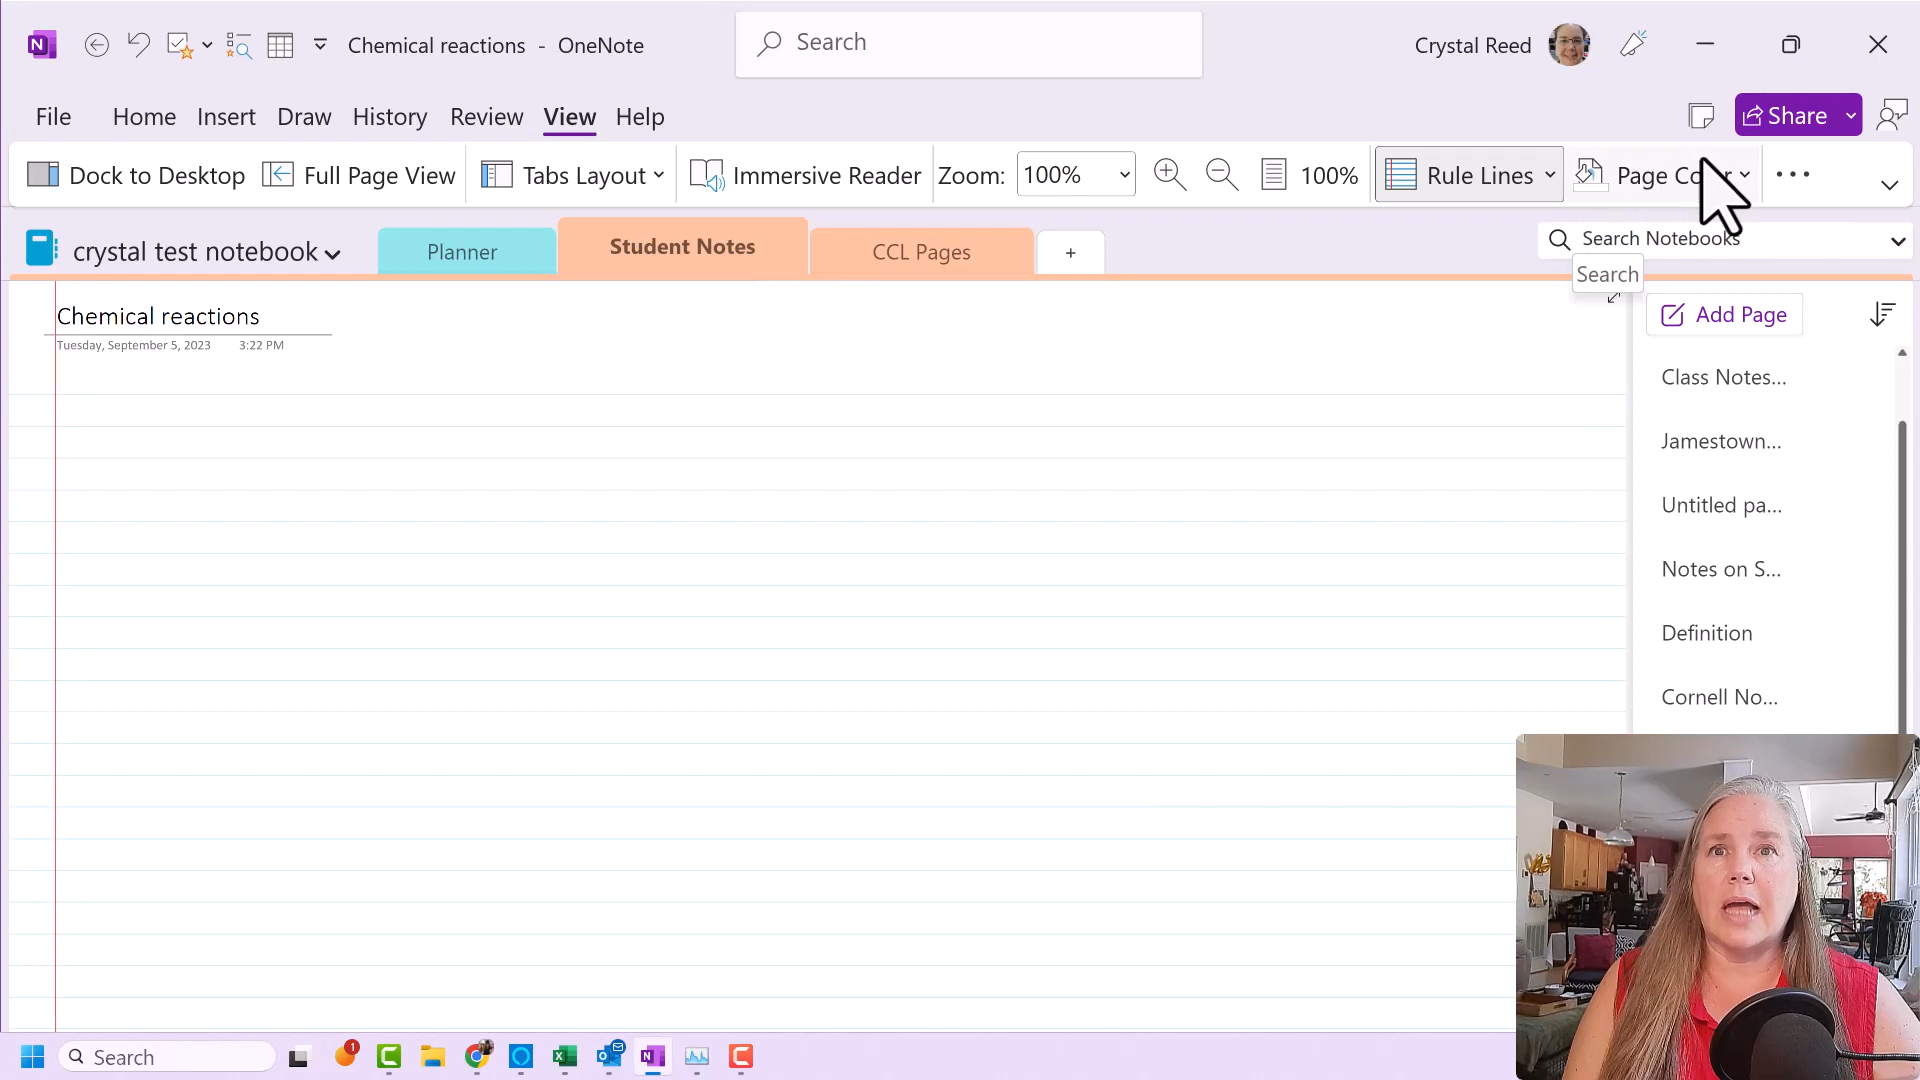 Chemical reactions - OneNote
Search
Crystal Reed
File Home Insert Draw History Review View Help
Share
Dock to Desktop Full Page View Tabs Layout Immersive Reader Zoom: 100% 100% Rule Lines Page Color
crystal test notebook Planner Student Notes CCL Pages +
Search Notebooks
Search
Chemical reactions
Tuesday, September 5, 2023 3:22 PM
Add Page
Class Notes...
Jamestown...
Untitled pa...
Notes on S...
Definition
Cornell No...
Search
1